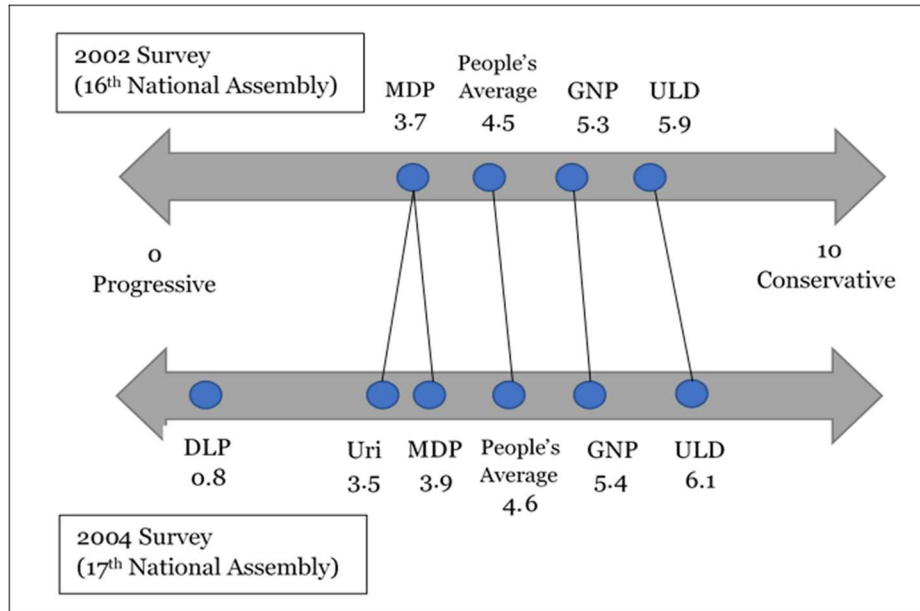 2002 Survey
(16th National Assembly)
MDP
3.7
People's
Average
4.5
GNP
5.3
ULD
5.9
0
Progressive
10
Conservative
DLP
0.8
Uri
3.5
MDP
3.9
People's
Average
4.6
GNP
5.4
ULD
6.1
2004 Survey
(17th National Assembly)